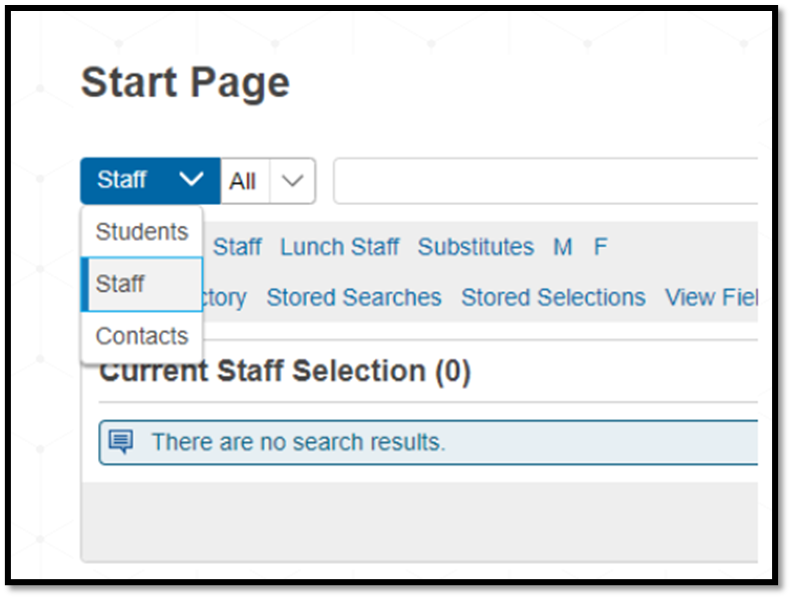 Start Page
Staff All
Students
Staff Lunch Staff Substitutes M F
Staff
Stored Searches Stored Selections View
Contacts
Current Staff Selection (0)
There are no search results.